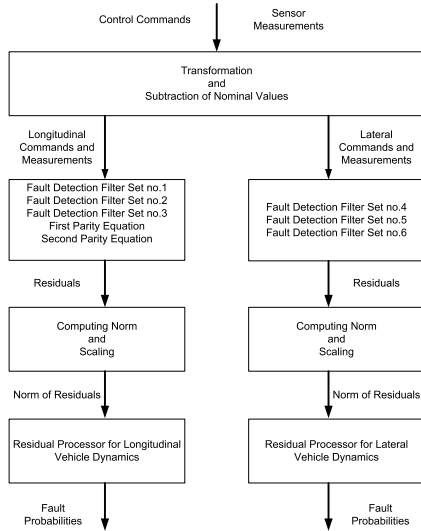 Control Commands
Sensor
Measurements
Transformation
and
Subtraction of Nominal Values
Longitudinal
Commands and
Measurements
Lateral
Commands and
Measurements
Fault Detection Filter Set no.1
Fault Detection Filter Set no.2
Fault Detection Filter Set no.3
First Parity Equation
Second Parity Equation
Fault Detection Filter Set no.4
Fault Detection Filter Set no.5
Fault Detection Filter Set no.6
Residuals
Residuals
Computing Norm
and
Scaling
Computing Norm
and
Scaling
Norm of Residuals
Norm of Residuals
Residual Processor for Longitudinal
Vehicle Dynamics
Residual Processor for Lateral
Vehicle Dynamics
Fault
Probabilities
Fault
Probabilities